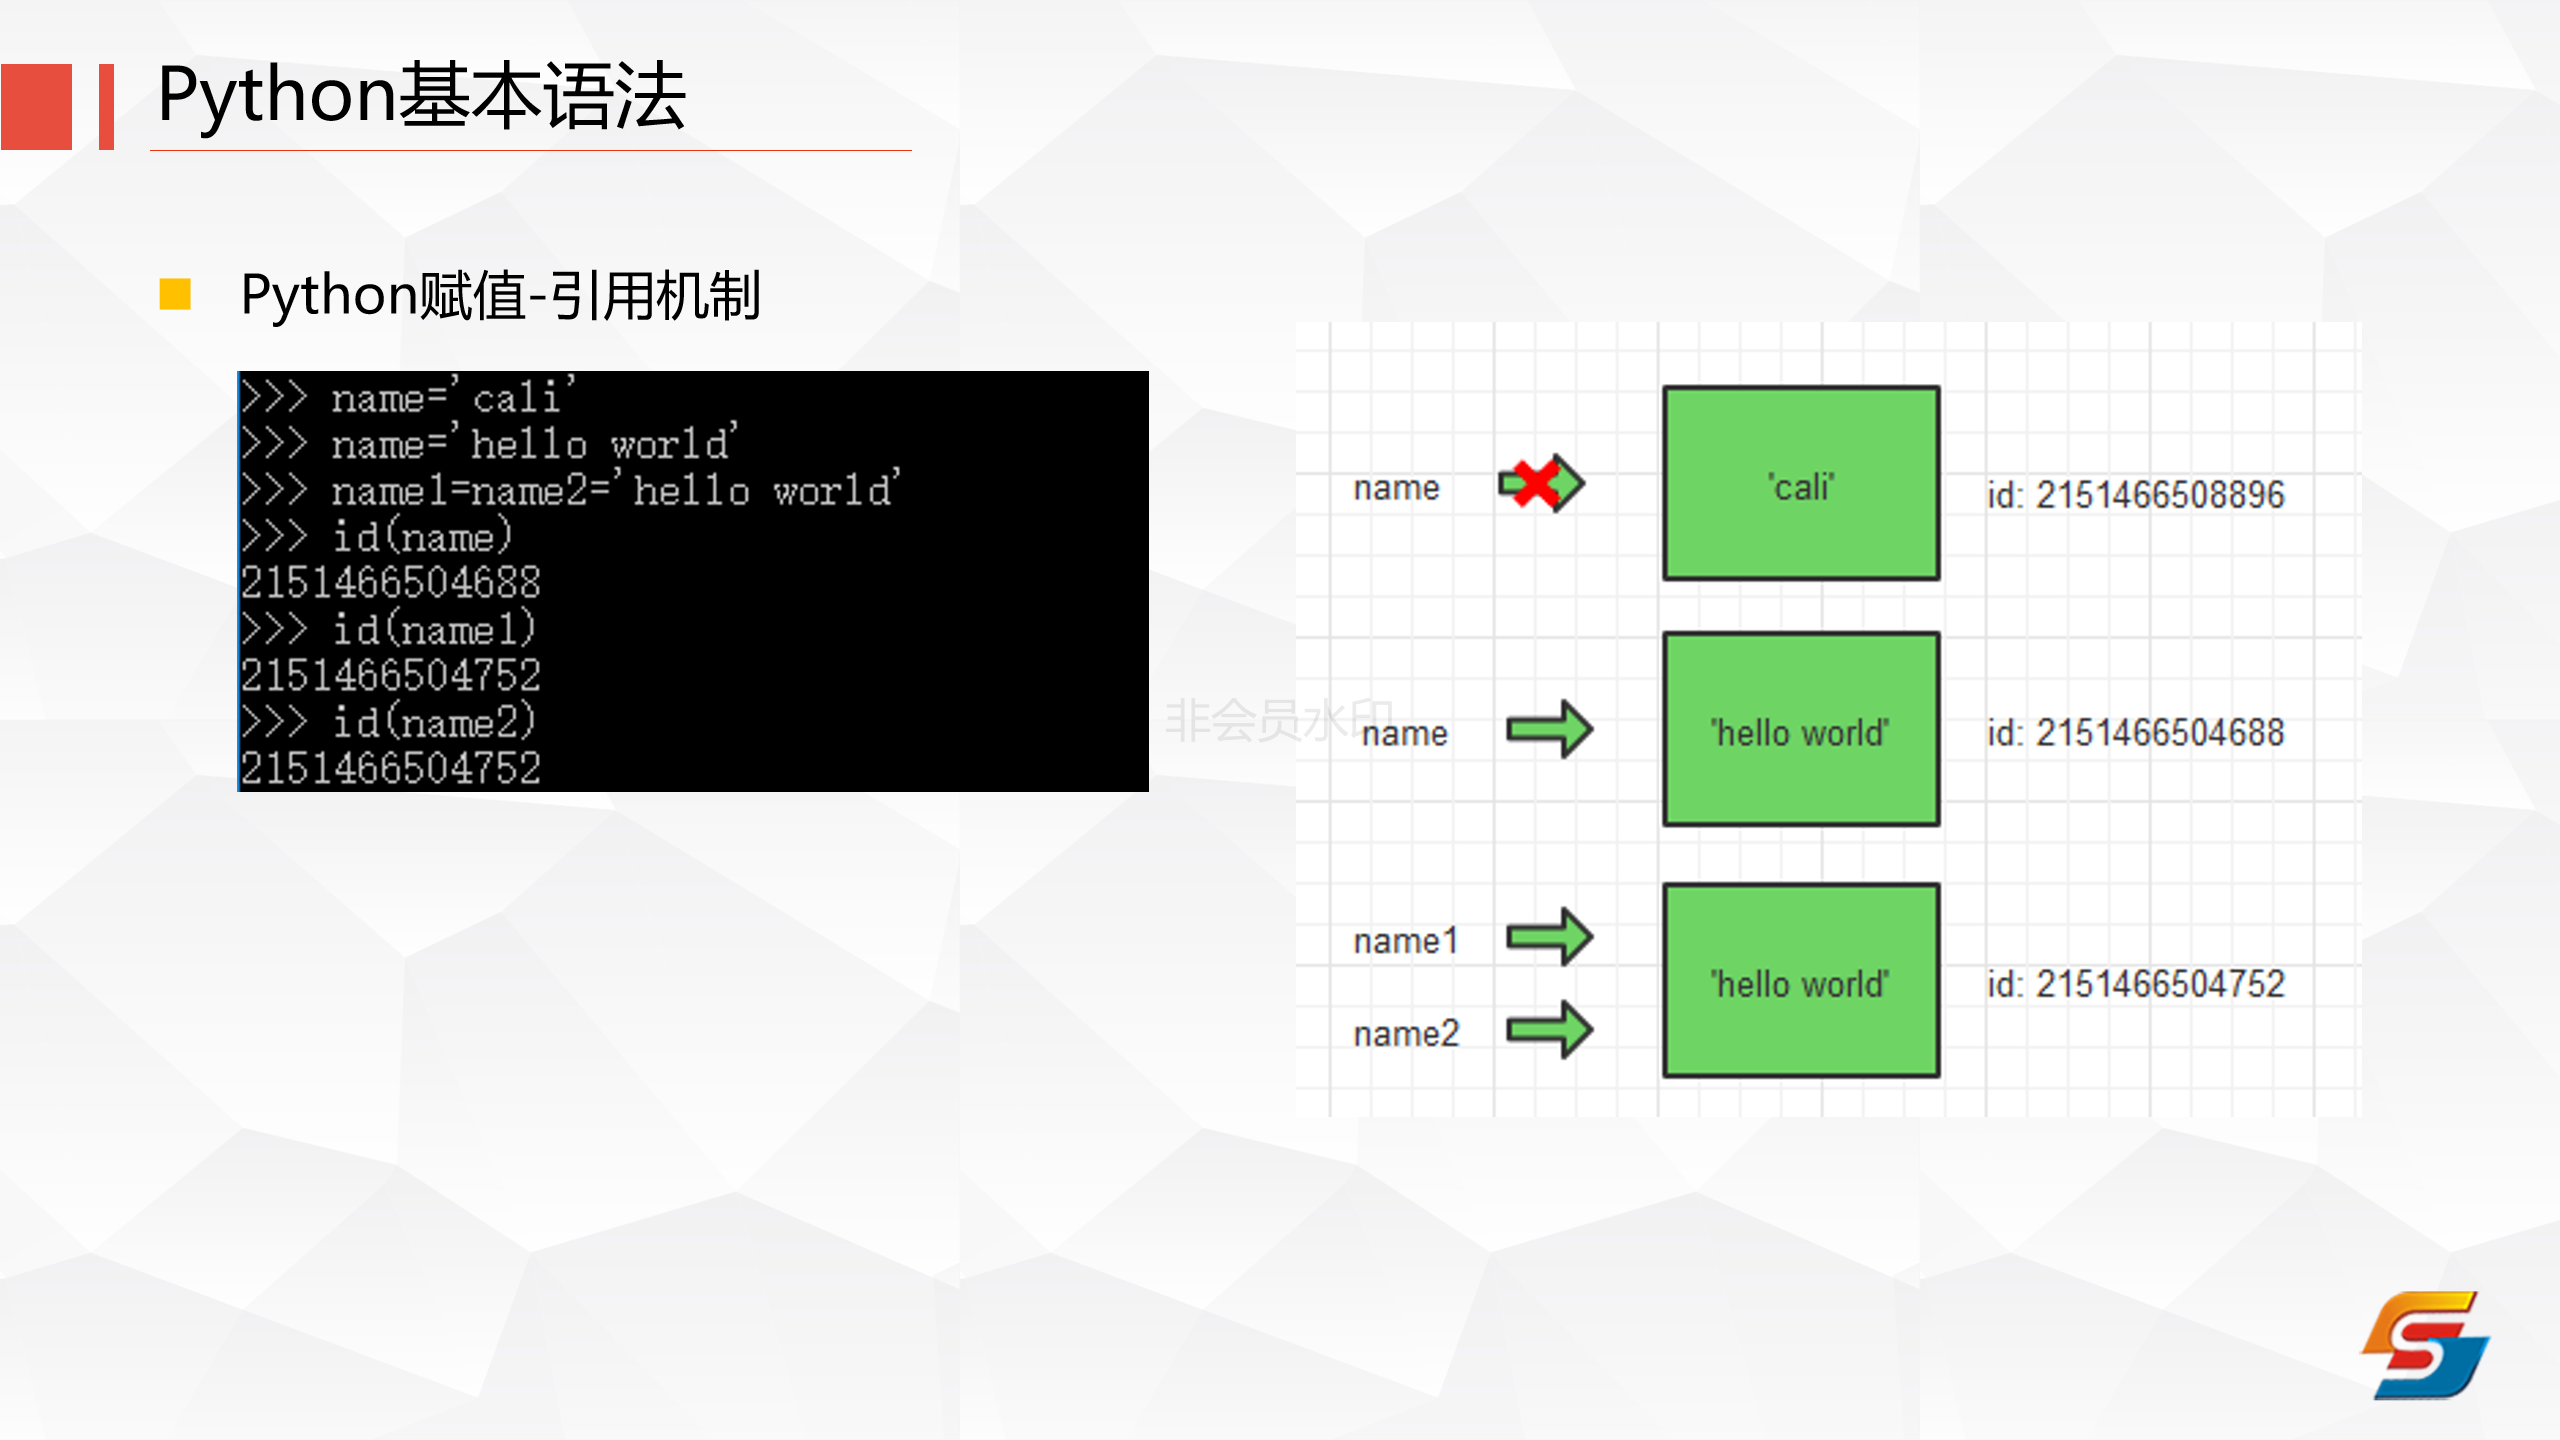 Python基本语法
Python赋值-引用机制
>>> name='cali'
>>> name='hello world'
>>> name1=name2='hello world'
>>> id(name)
2151466504688
>>> id(name1)
2151466504752
>>> id(name2)
2151466504752
name
'cali'
id: 2151466508896
非会员水印
name
'hello world'
id: 2151466504688
name1
name2
'hello world'
id: 2151466504752